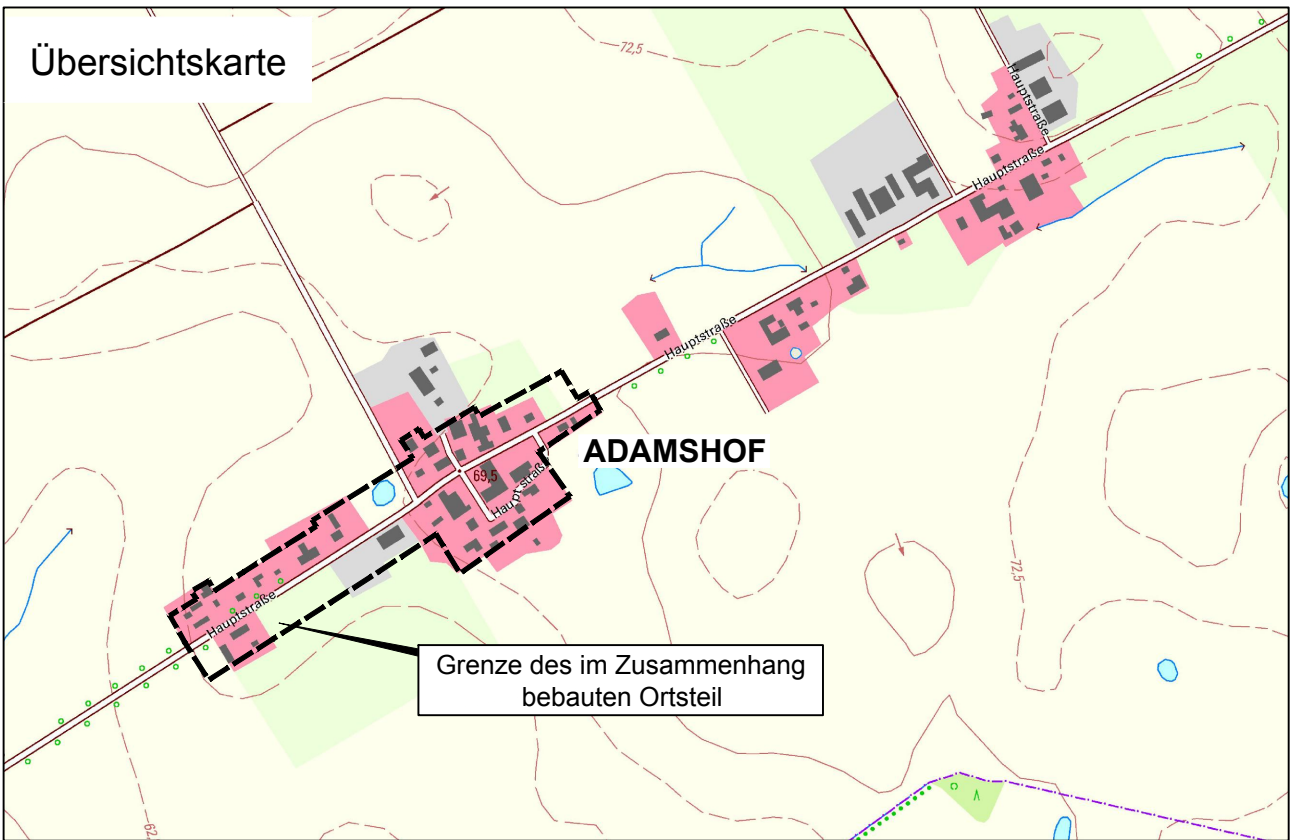 Übersichtskarte
72,5
Hauptstraße
Hauptstraße
Hauptstraße
ADAMSHOF
69,5
Hauptstraße
Hauptstraße
72,5
Grenze des im Zusammenhang
bebauten Ortsteil